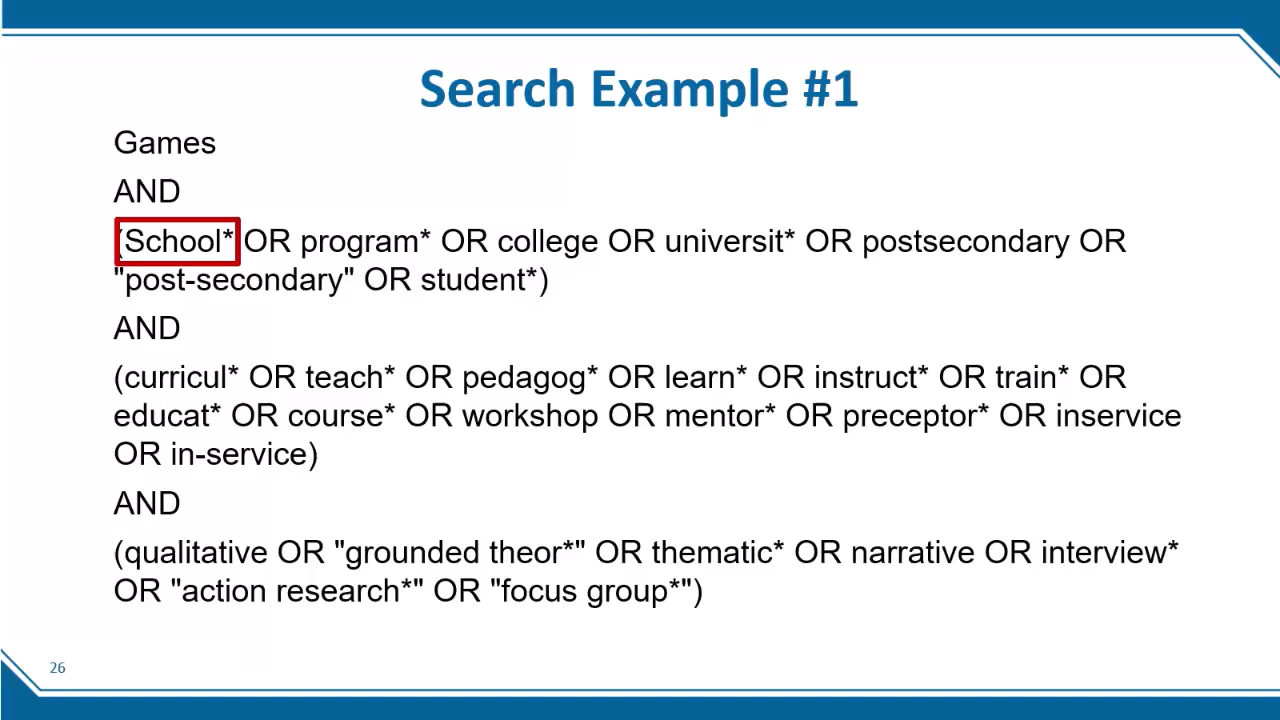 Search Example #1
Games
AND
(School* OR program* OR college OR universit* OR postsecondary OR
"post-secondary" OR student*)
AND
(curricul* OR teach* OR pedagog* OR learn* OR instruct* OR train* OR
educat* OR course* OR workshop OR mentor* OR preceptor* OR inservice
OR in-service)
AND
(qualitative OR "grounded theor*" OR thematic* OR narrative OR interview*
OR "action research*" OR "focus group*")
26